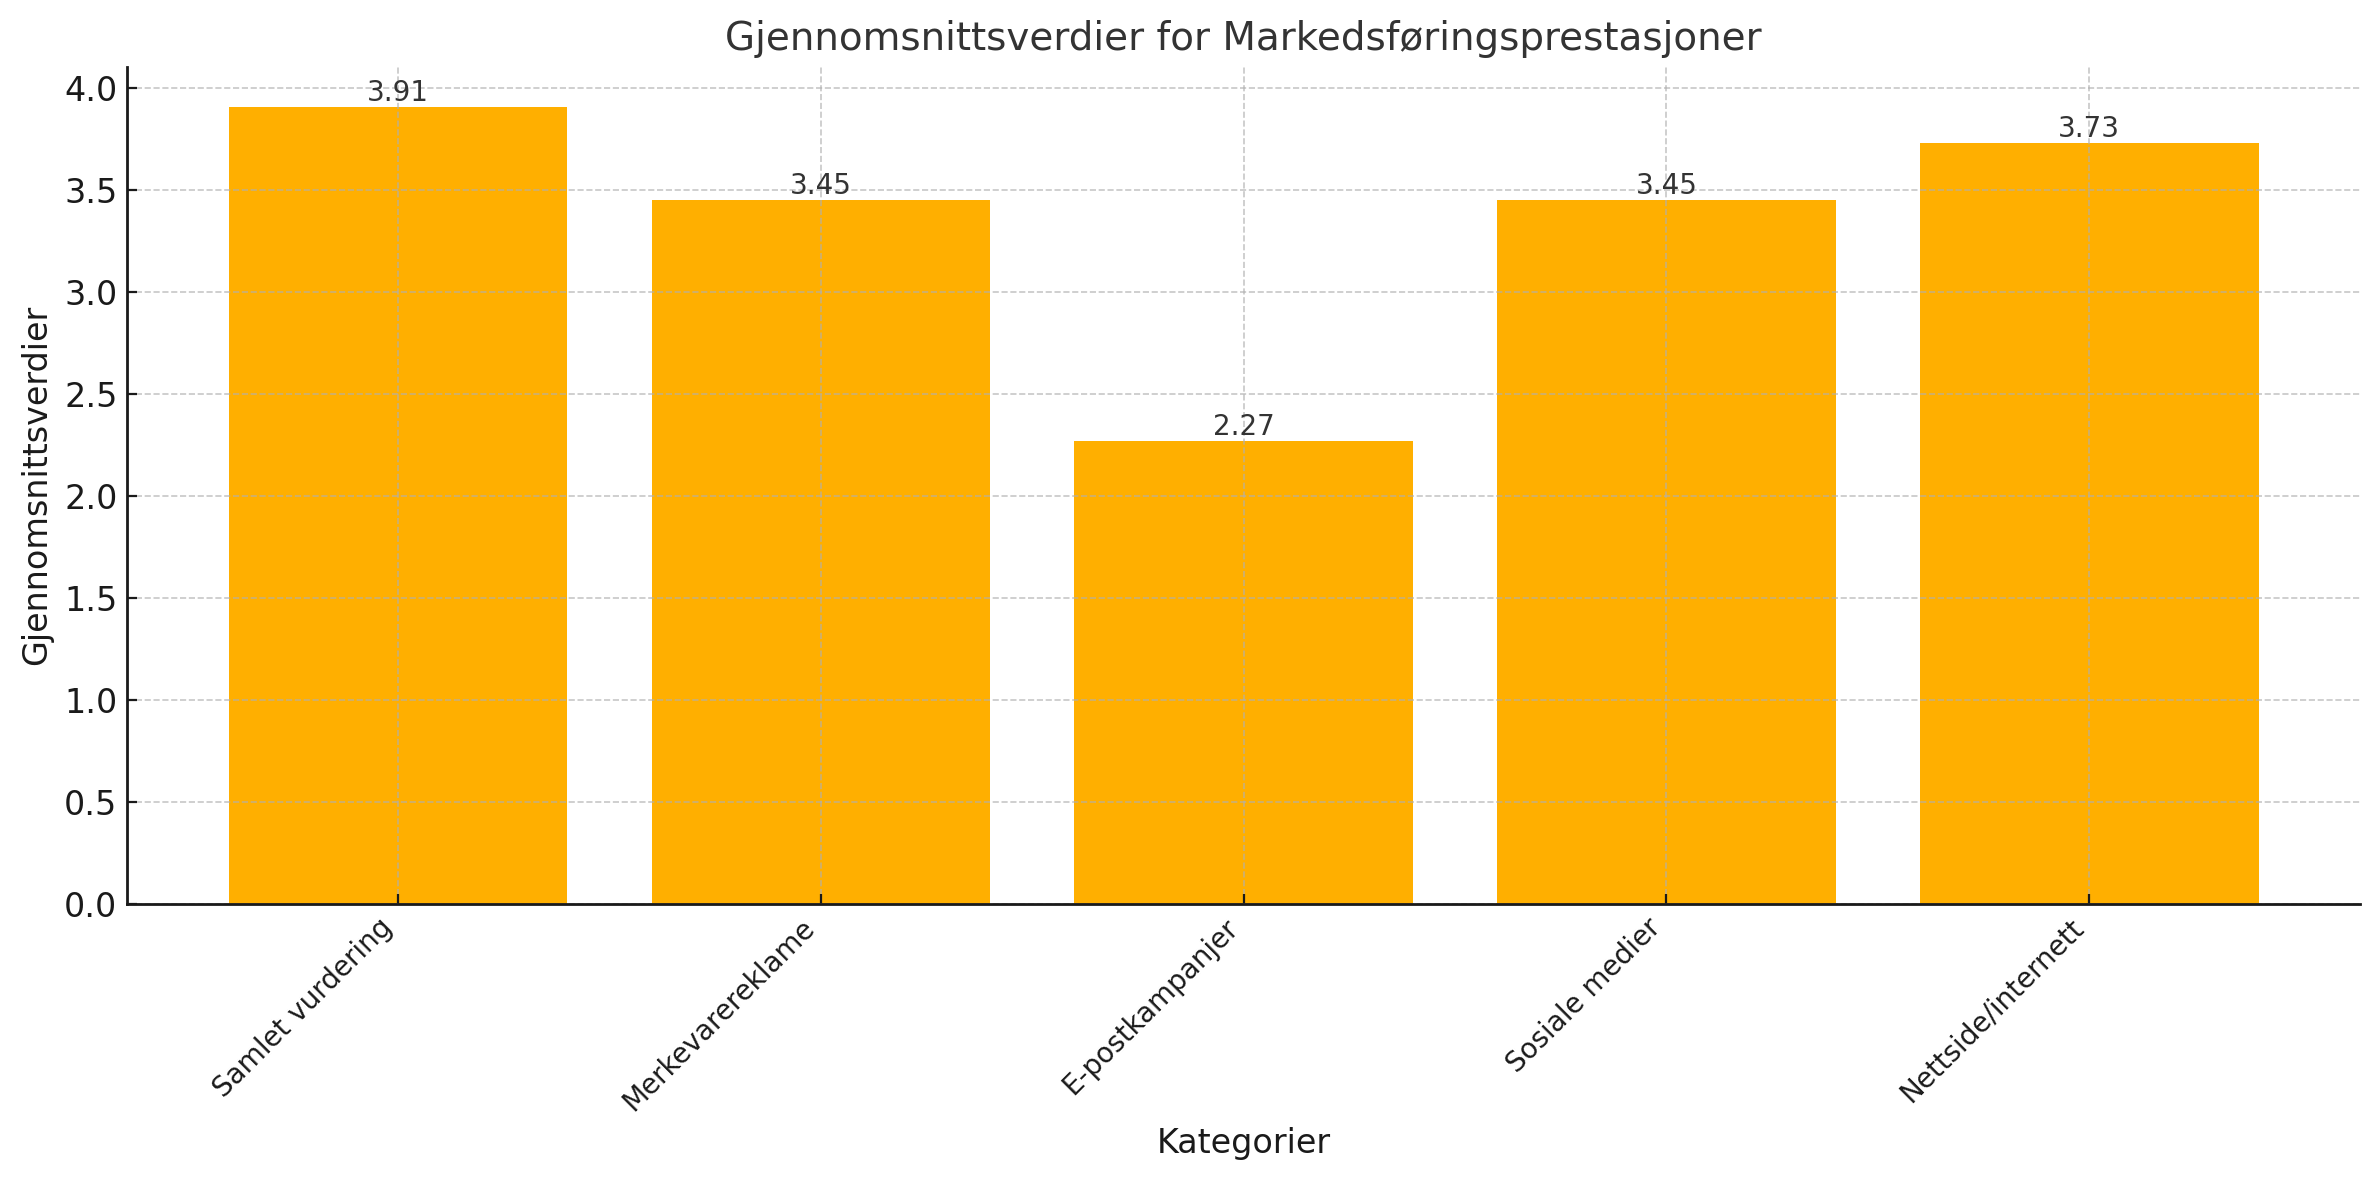 Gjennomsnittsverdier for Markedsføringsprestasjoner
Gjennomsnittsverdier
4.0
3.5
3.0
2.5
2.0
1.5
1.0
0.5
0.0
3.91
3.45
2.27
3.45
3.73
Samlet vurdering
Merkevarereklame
E-postkampanjer
Sosiale medier
Nettside/internett
Kategorier